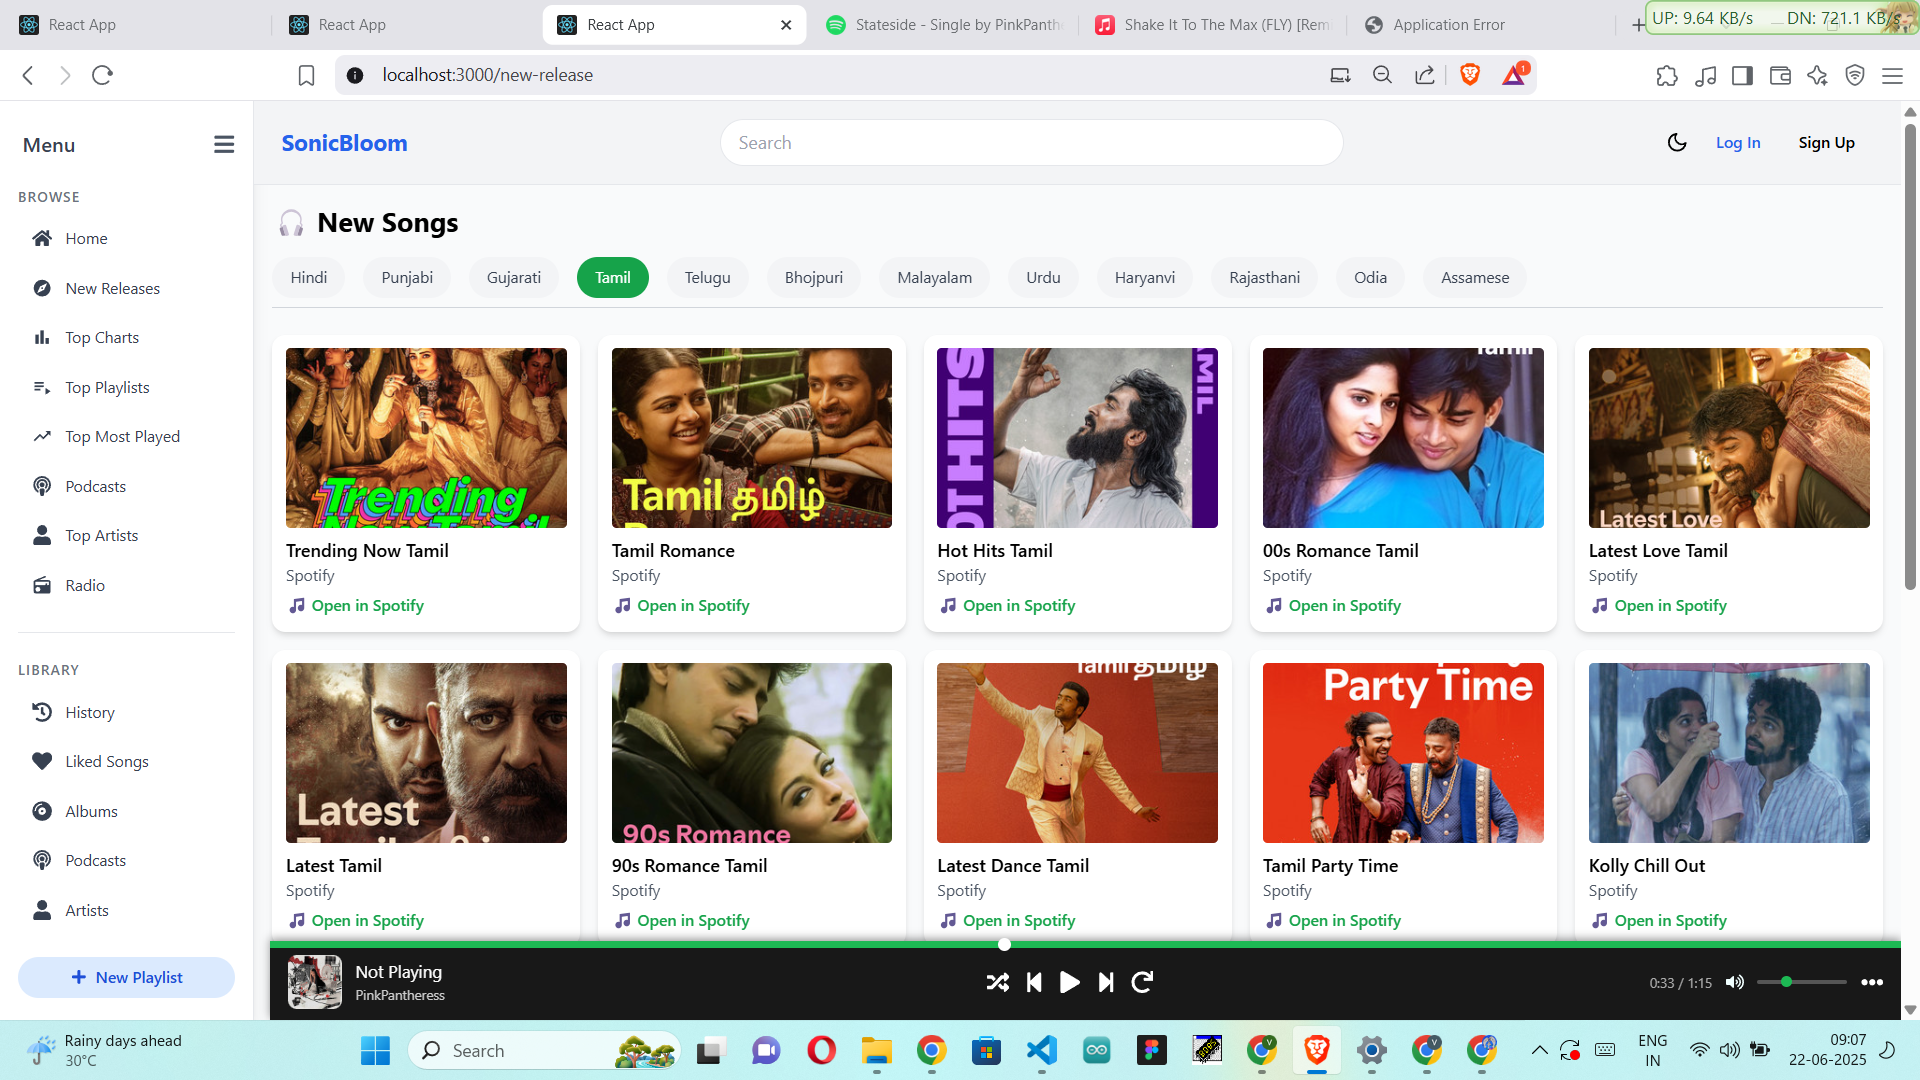 React App
React App
React App
Stateside - Single by PinkPanthe
Shake It To The Max (FLY) [Rem
Application Error
UP: 9.64 KB/s
DN: 721.1 KB/s
localhost:3000/new-release
1
Menu
SonicBloom
Search
Log In
Sign Up
BROWSE
Home
New Releases
Top Charts
Top Playlists
Top Most Played
Podcasts
Top Artists
Radio
LIBRARY
History
Liked Songs
Albums
Podcasts
Artists
New Playlist
New Songs
Hindi
Punjabi
Gujarati
Tamil
Telugu
Bhojpuri
Malayalam
Urdu
Haryanvi
Rajasthani
Odia
Assamese
Trending
Now Tamil
Trending Now Tamil
Spotify
Open in Spotify
Tamil தமிழ்
Tamil Romance
Spotify
Open in Spotify
HOT HITS
TAMIL
Hot Hits Tamil
Spotify
Open in Spotify
Tamil
00s Romance Tamil
Spotify
Open in Spotify
Latest Love
Latest Love Tamil
Spotify
Open in Spotify
Latest
Latest Tamil
Spotify
Open in Spotify
90s Romance
90s Romance Tamil
Spotify
Open in Spotify
Tamil தமிழ்
Latest Dance Tamil
Spotify
Open in Spotify
Party Time
Tamil Party Time
Spotify
Open in Spotify
Kolly Chill Out
Spotify
Open in Spotify
Not Playing
PinkPantheress
0:33 / 1:15
Rainy days ahead
30°C
Search
ENG
IN
09:07
22-06-2025